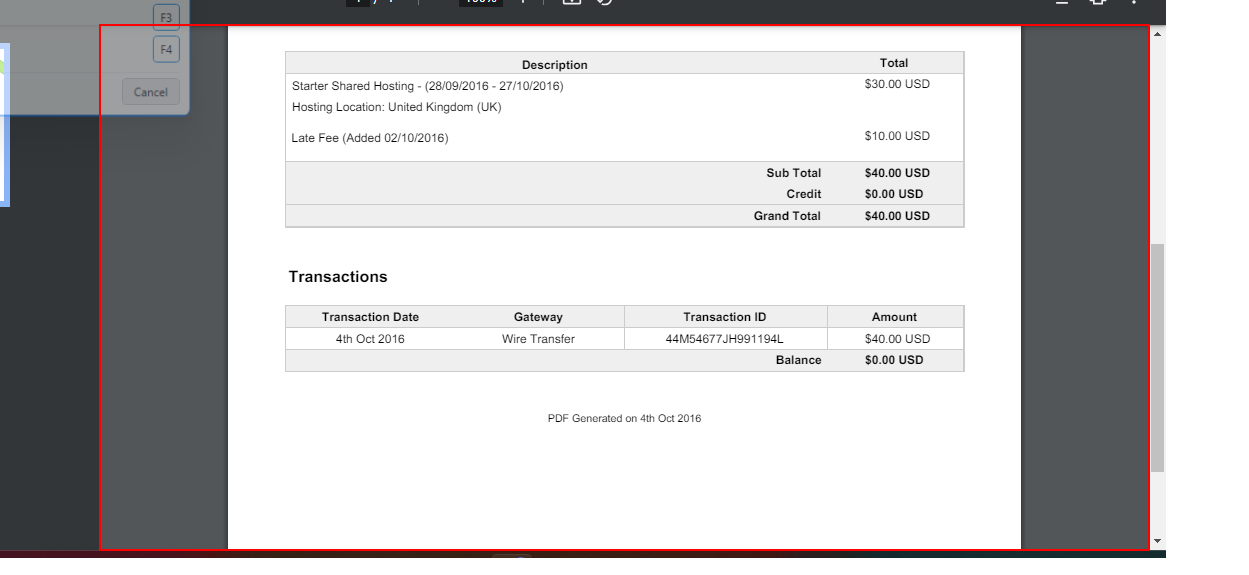 F3
F4
Cancel
Description Total
Starter Shared Hosting - (28/09/2016 - 27/10/2016) $30.00 USD
Hosting Location: United Kingdom (UK)
Late Fee (Added 02/10/2016) $10.00 USD
Sub Total $40.00 USD
Credit $0.00 USD
Grand Total $40.00 USD
Transactions
Transaction Date Gateway Transaction ID Amount
4th Oct 2016 Wire Transfer 44M54677JH991194L $40.00 USD
Balance $0.00 USD
PDF Generated on 4th Oct 2016